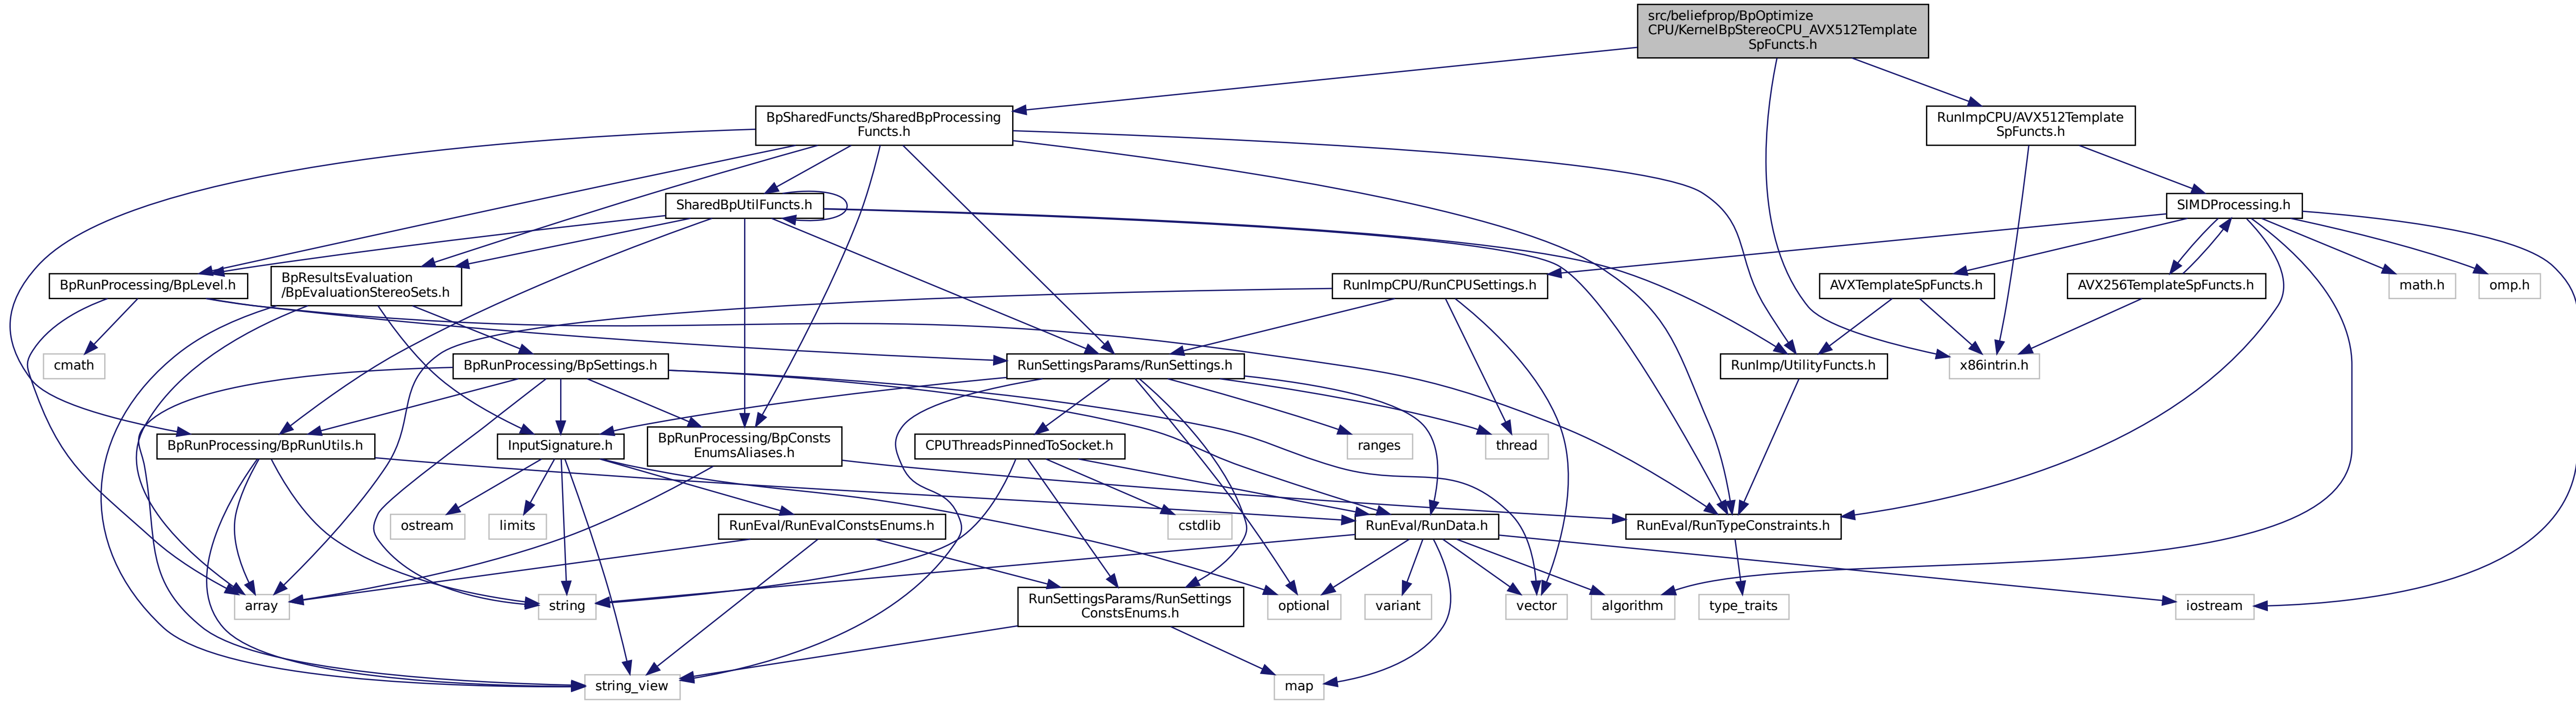 src/beliefprop/BpOptimize
CPU/KernelBpStereoCPU_AVX512Template
SpFuncts.h
BpSharedFuncts/SharedBpProcessing
Functs.h
RunImpCPU/AVX512Template
SpFuncts.h
SharedBpUtilFuncts.h
SIMDProcessing.h
BpRunProcessing/BpLevel.h
BpResultsEvaluation
/BpEvaluationStereoSets.h
RunImpCPU/RunCPUSettings.h
AVXTemplateSpFuncts.h
AVX256TemplateSpFuncts.h
math.h
omp.h
cmath
BpRunProcessing/BpSettings.h
RunSettingsParams/RunSettings.h
RunImp/UtilityFuncts.h
x86intrin.h
BpRunProcessing/BpRunUtils.h
InputSignature.h
BpRunProcessing/BpConsts
EnumsAliases.h
CPUThreadsPinnedToSocket.h
ranges
thread
ostream
limits
RunEval/RunEvalConstsEnums.h
cstdlib
RunEval/RunData.h
RunEval/RunTypeConstraints.h
array
string
RunSettingsParams/RunSettings
ConstsEnums.h
optional
variant
vector
algorithm
type_traits
iostream
string_view
map